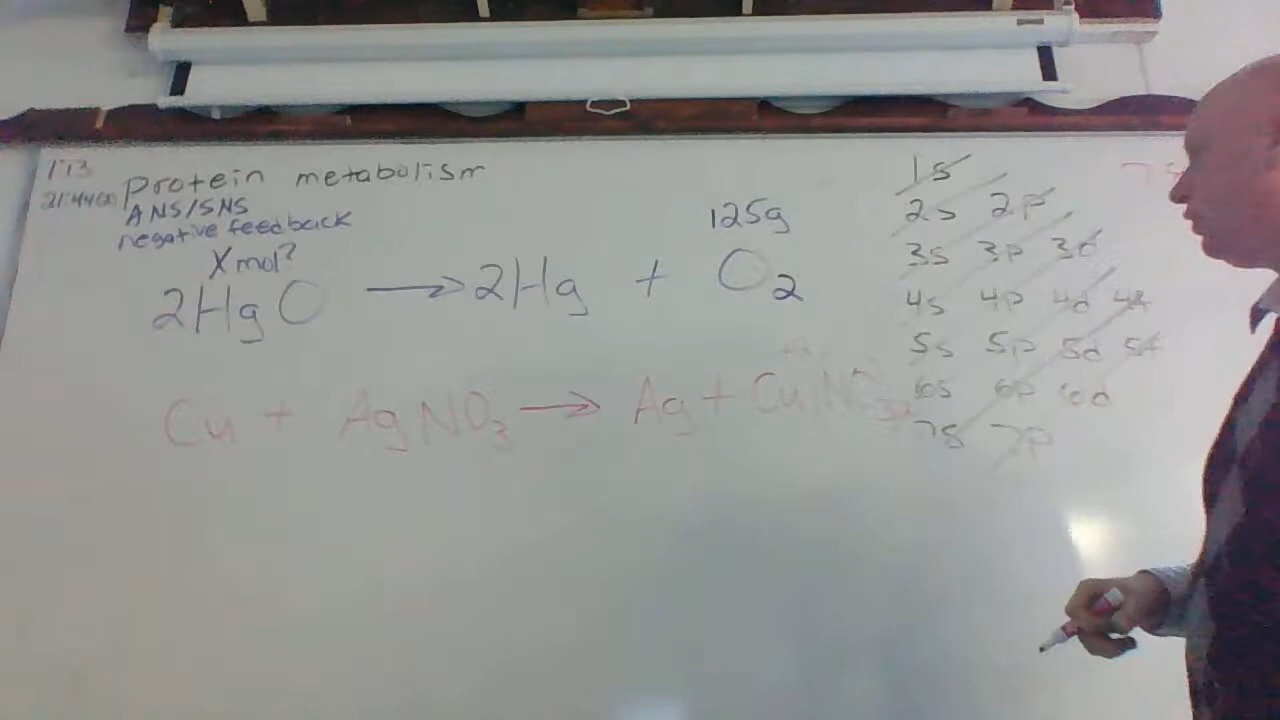 173
protein metabolism
ANS/SNS
negative feedback
X mol?
125g
2HgO → 2Hg + O2
Cu + AgNO3 → Ag +
1s
2s 2p
3s 3p 3d
4s 4p 4d 4f
5s 5p 5d 5f
6s 6p 6d
7s 7p